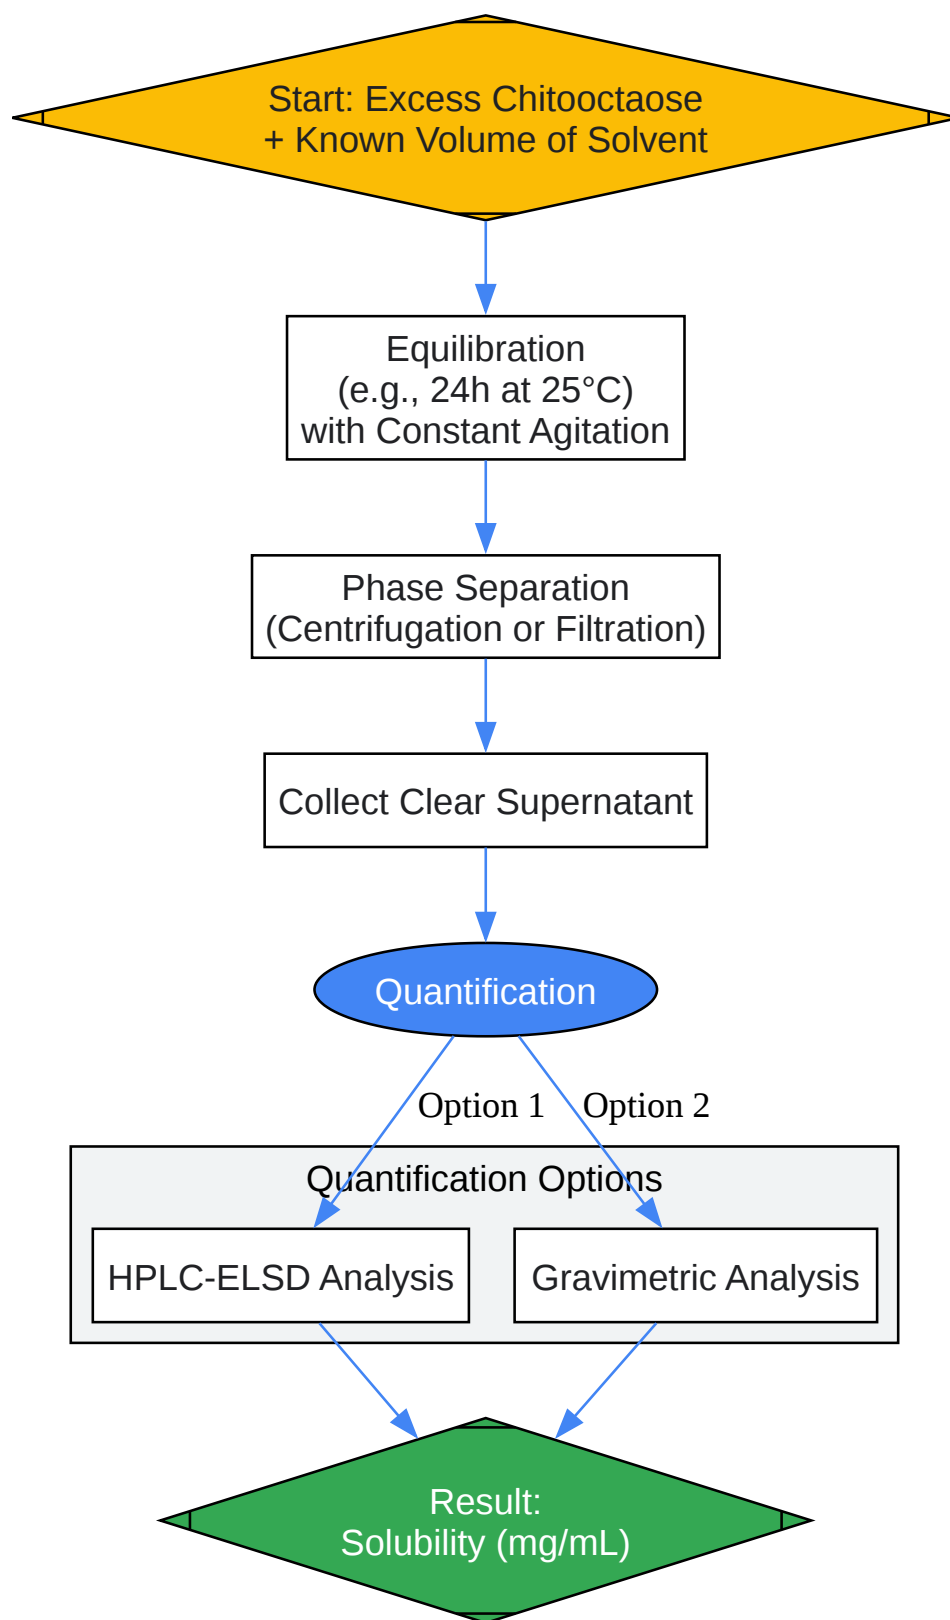 Start: Excess Chitooctaose
+ Known Volume of Solvent
Equilibration
(e.g., 24h at 25°C)
with Constant Agitation
Phase Separation
(Centrifugation or Filtration)
Collect Clear Supernatant
Quantification
Option 1
Option 2
Quantification Options
HPLC-ELSD Analysis
Gravimetric Analysis
Result:
Solubility (mg/mL)